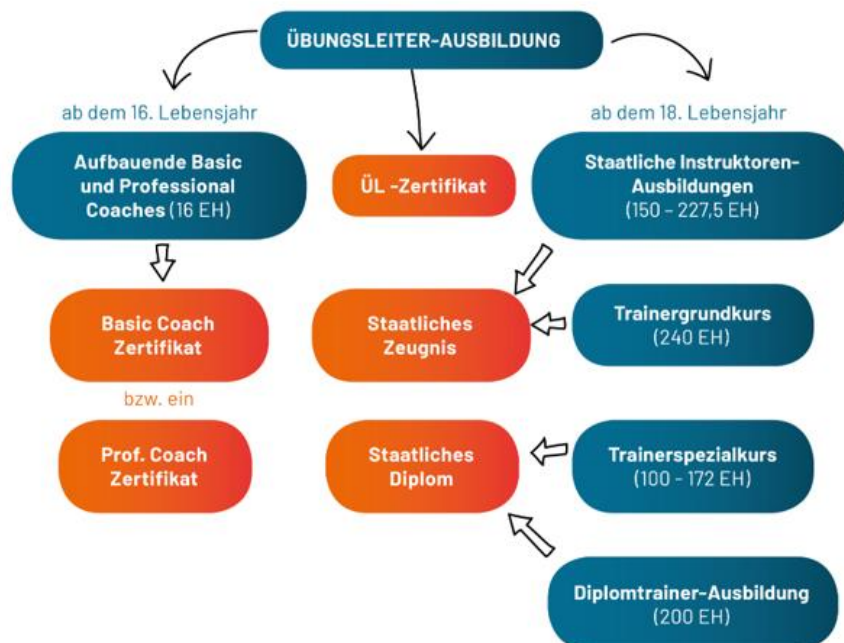 ÜBUNGSLEITER-AUSBILDUNG
ab dem 16. Lebensjahr
Aufbauende Basic
und Professional
Coaches (16 EH)
ÜL -Zertifikat
ab dem 18. Lebensjahr
Staatliche Instruktoren-
Ausbildungen
(150 – 227,5 EH)
Basic Coach
Zertifikat
bzw. ein
Prof. Coach
Zertifikat
Staatliches
Zeugnis
Trainergrundkurs
(240 EH)
Staatliches
Diplom
Trainerspezialkurs
(100 - 172 EH)
Diplomtrainer-Ausbildung
(200 EH)